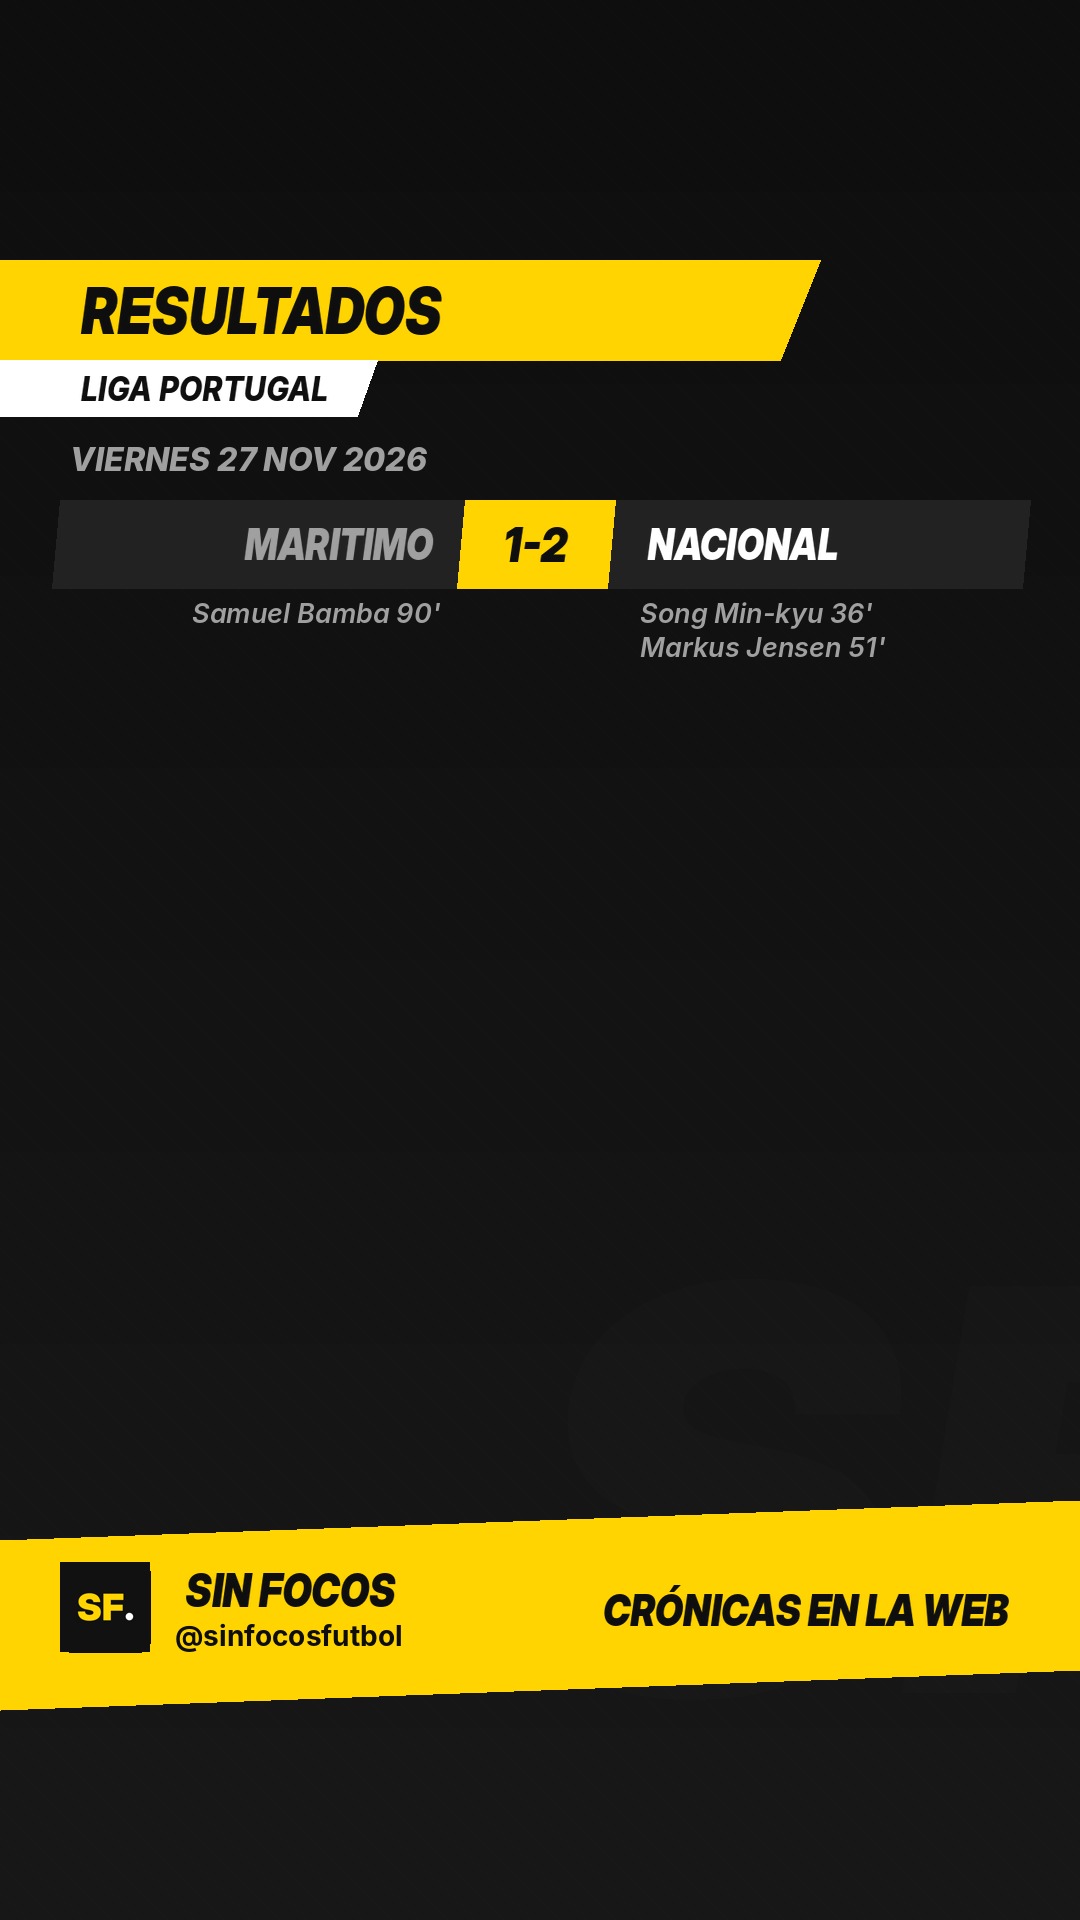 RESULTADOS
LIGA PORTUGAL
VIERNES 27 NOV 2026
MARITIMO 1-2 NACIONAL
Samuel Bamba 90' Song Min-kyu 36'
Markus Jensen 51'
SF.
SIN FOCOS
@sinfocosfutbol
CRÓNICAS EN LA WEB